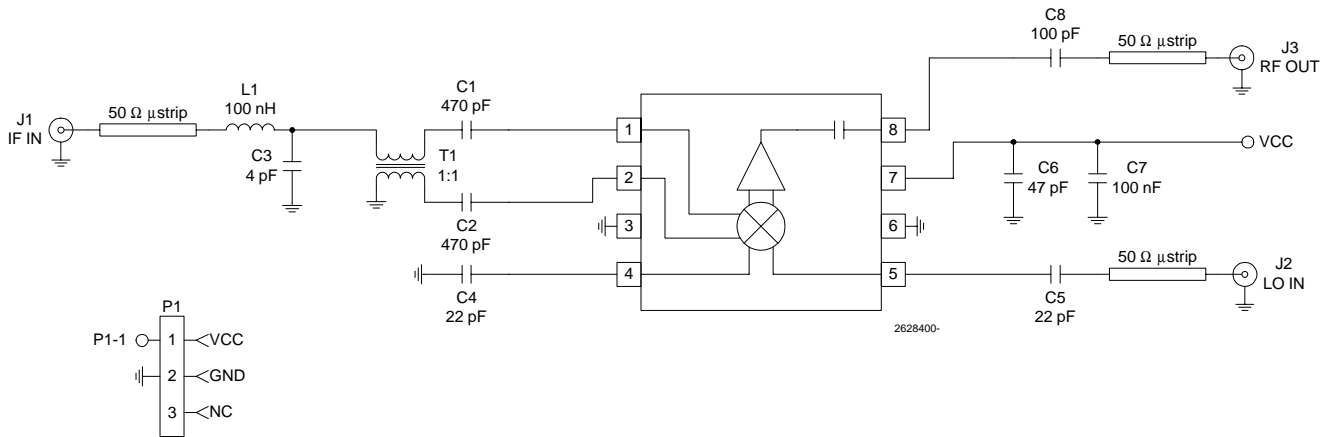 C8
100 pF
50 Ω μstrip
J3
RF OUT
J1
IF IN
50 Ω μstrip
L1
100 nH
C3
4 pF
C1
470 pF
T1
1:1
C2
470 pF
C4
22 pF
1
2
3
4
8
7
6
5
VCC
C6
47 pF
C7
100 nF
50 Ω μstrip
J2
LO IN
C5
22 pF
2628400-
P1
P1-1
1
VCC
2
GND
3
NC